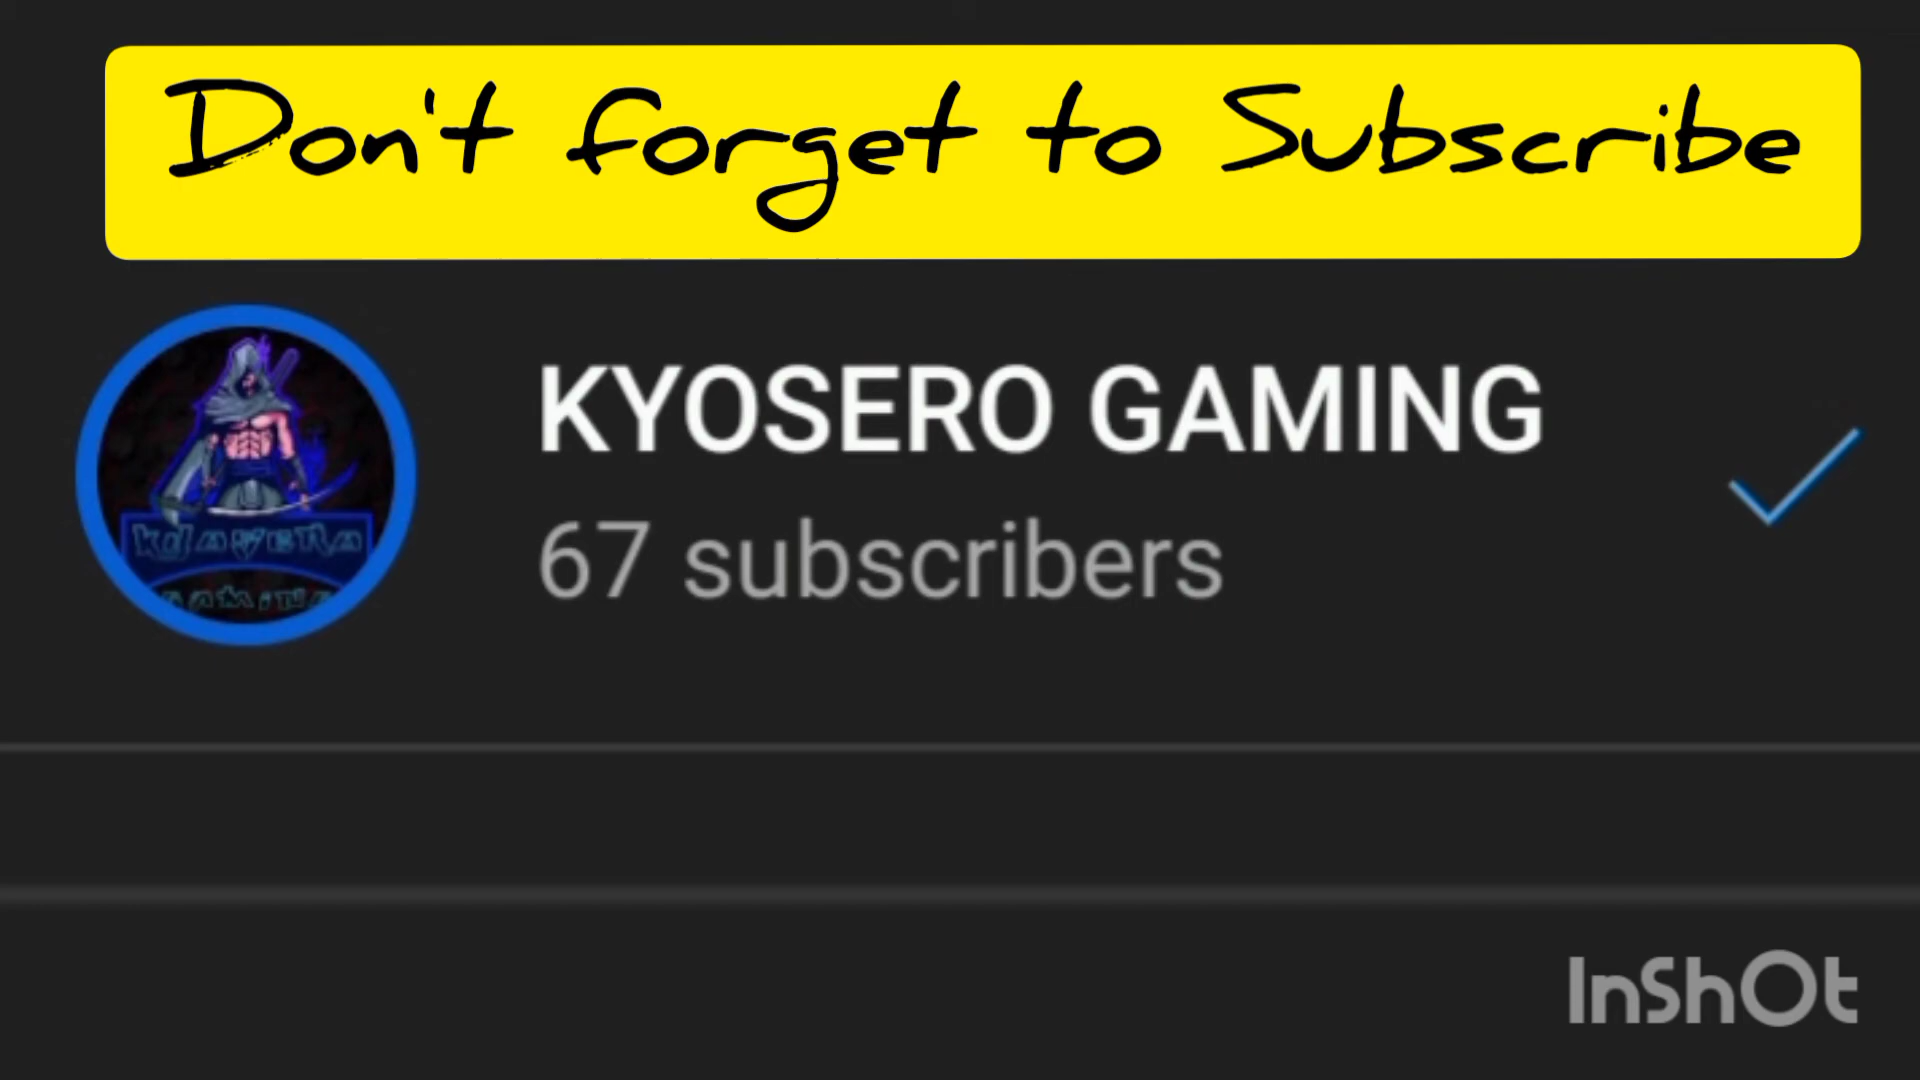 Don't forget to Subscribe
KYOSERO GAMING
67 subscribers
InShOt